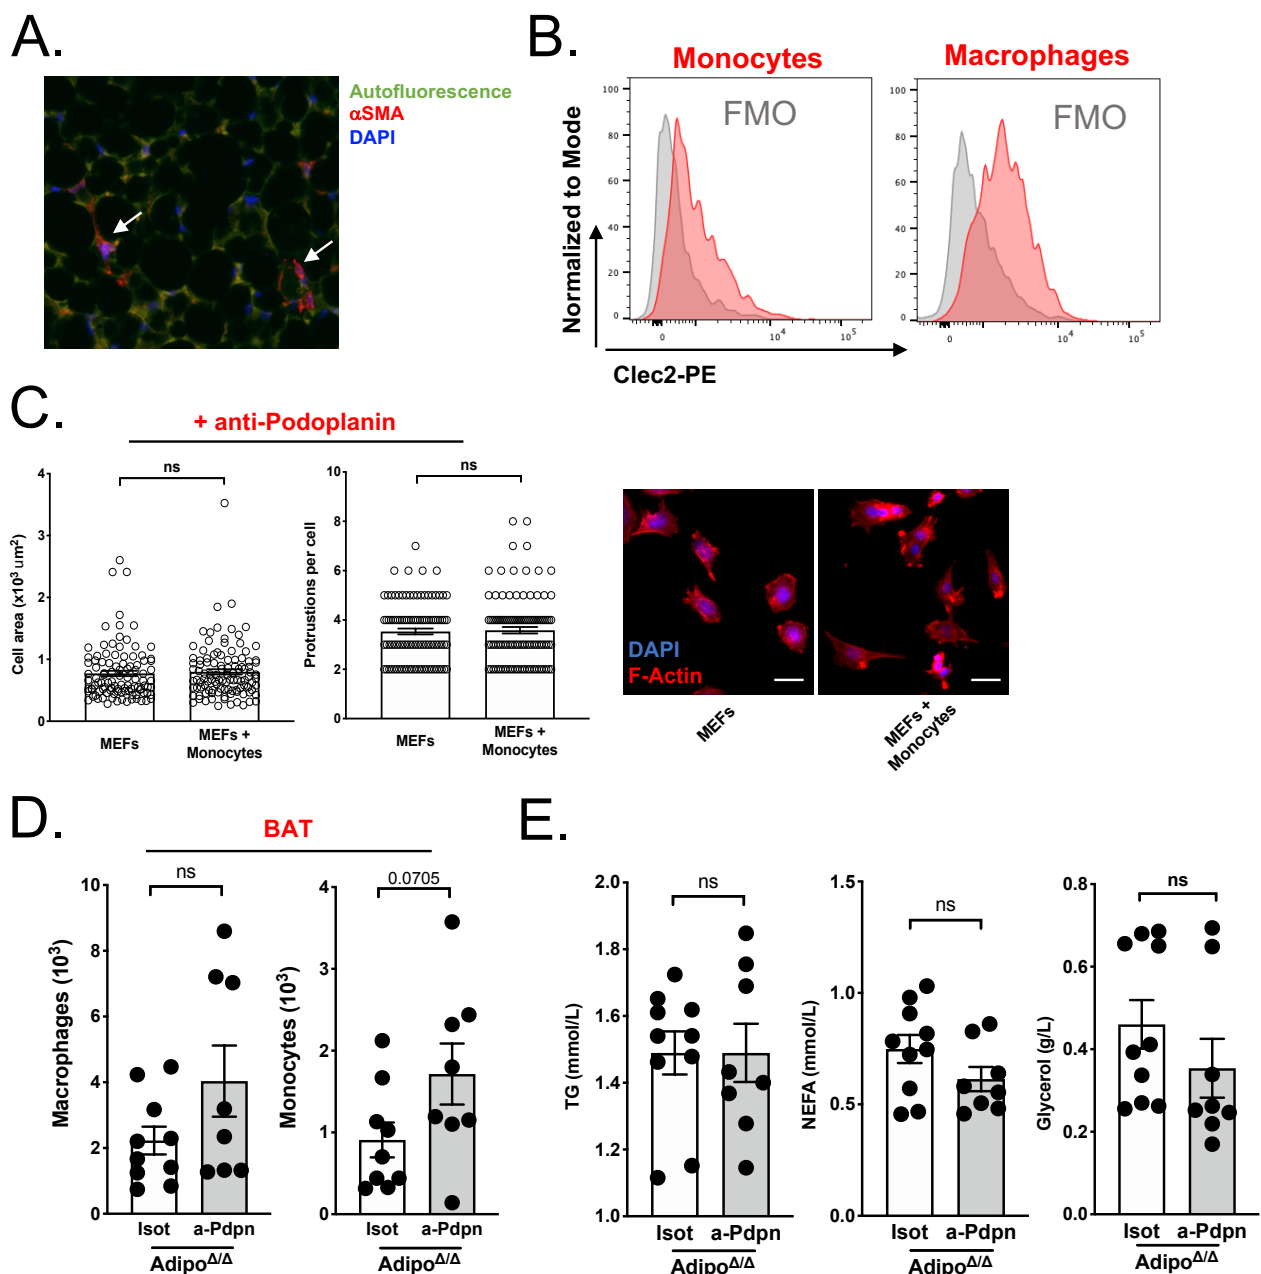 A.
Autofluorescence
αSMA
DAPI
B.
Monocytes
Macrophages
FMO
FMO
Normalized to Mode
100
80
60
40
20
0
0
10⁴
10⁵
100
80
60
40
20
0
0
10⁴
10⁵
Clec2-PE
C.
+ anti-Podoplanin
ns
Cell area (x10³ um²)
4
3
2
1
0
MEFs
MEFs +
Monocytes
ns
Protrustions per cell
10
8
6
4
2
0
MEFs
MEFs +
Monocytes
DAPI
F-Actin
MEFs
MEFs +
Monocytes
D.
BAT
ns
Macrophages (10³)
10
8
6
4
2
0
Isot
a-Pdpn
Adipo^Δ/Δ
0.0705
Monocytes (10³)
4
3
2
1
0
Isot
a-Pdpn
Adipo^Δ/Δ
E.
ns
TG (mmol/L)
2.0
1.8
1.6
1.4
1.2
1.0
Isot
a-Pdpn
Adipo^Δ/Δ
ns
NEFA (mmol/L)
1.5
1.0
0.5
0.0
Isot
a-Pdpn
Adipo^Δ/Δ
ns
Glycerol (g/L)
0.8
0.6
0.4
0.2
0.0
Isot
a-Pdpn
Adipo^Δ/Δ